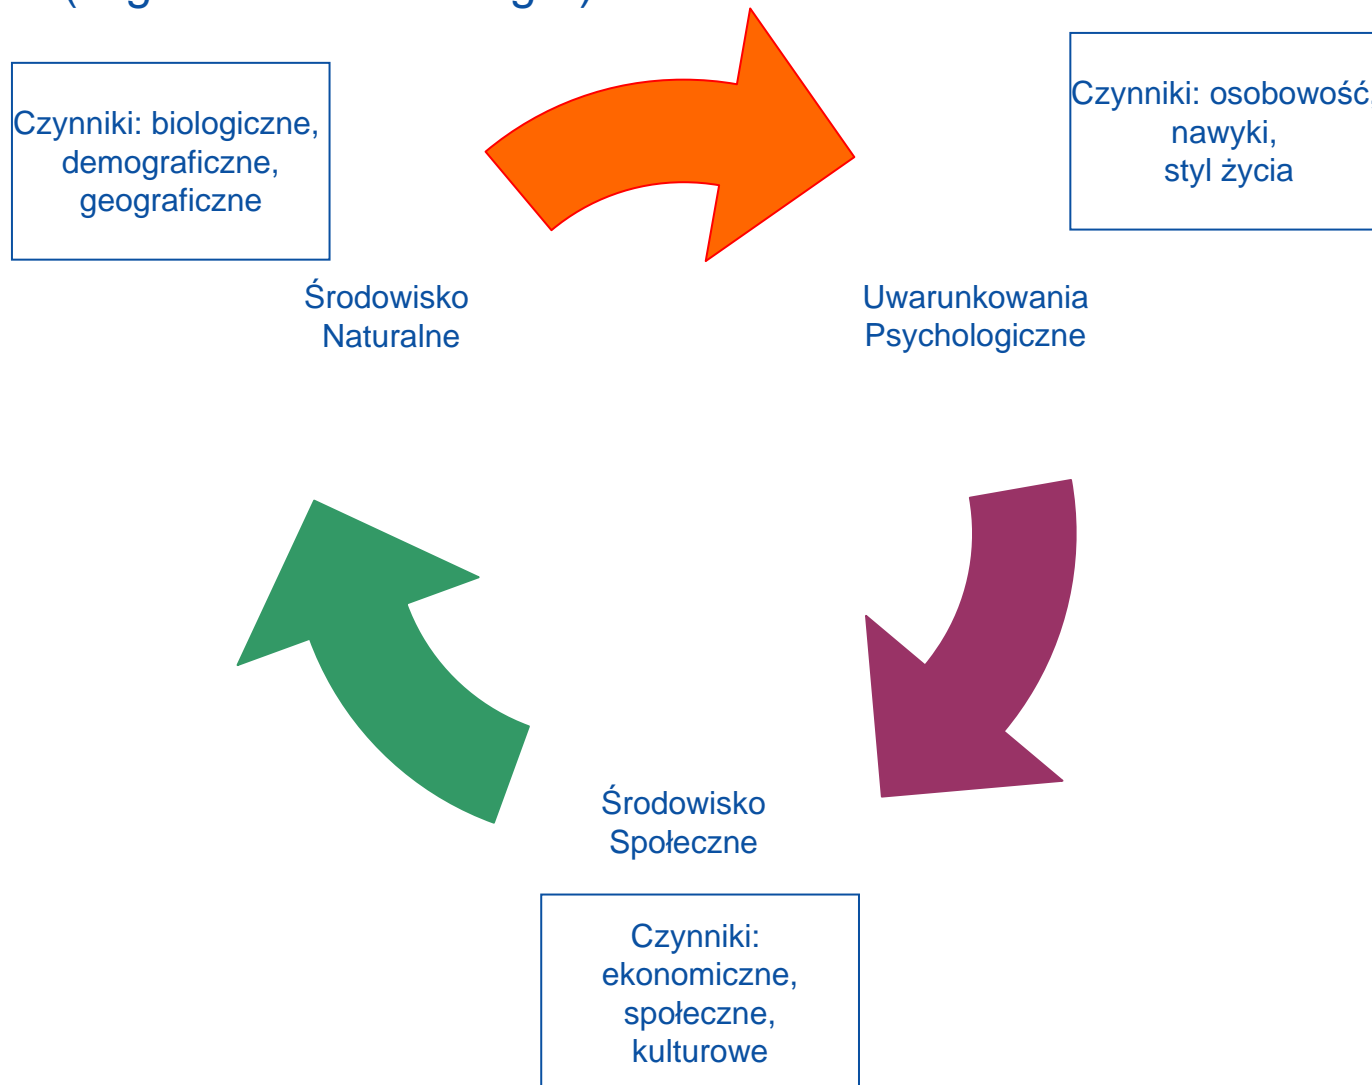 Czynniki: biologiczne,
demograficzne,
geograficzne
Czynniki: osobowość,
nawyki,
styl życia
Środowisko
Naturalne
Uwarunkowania
Psychologiczne
Środowisko
Społeczne
Czynniki:
ekonomiczne,
społeczne,
kulturowe